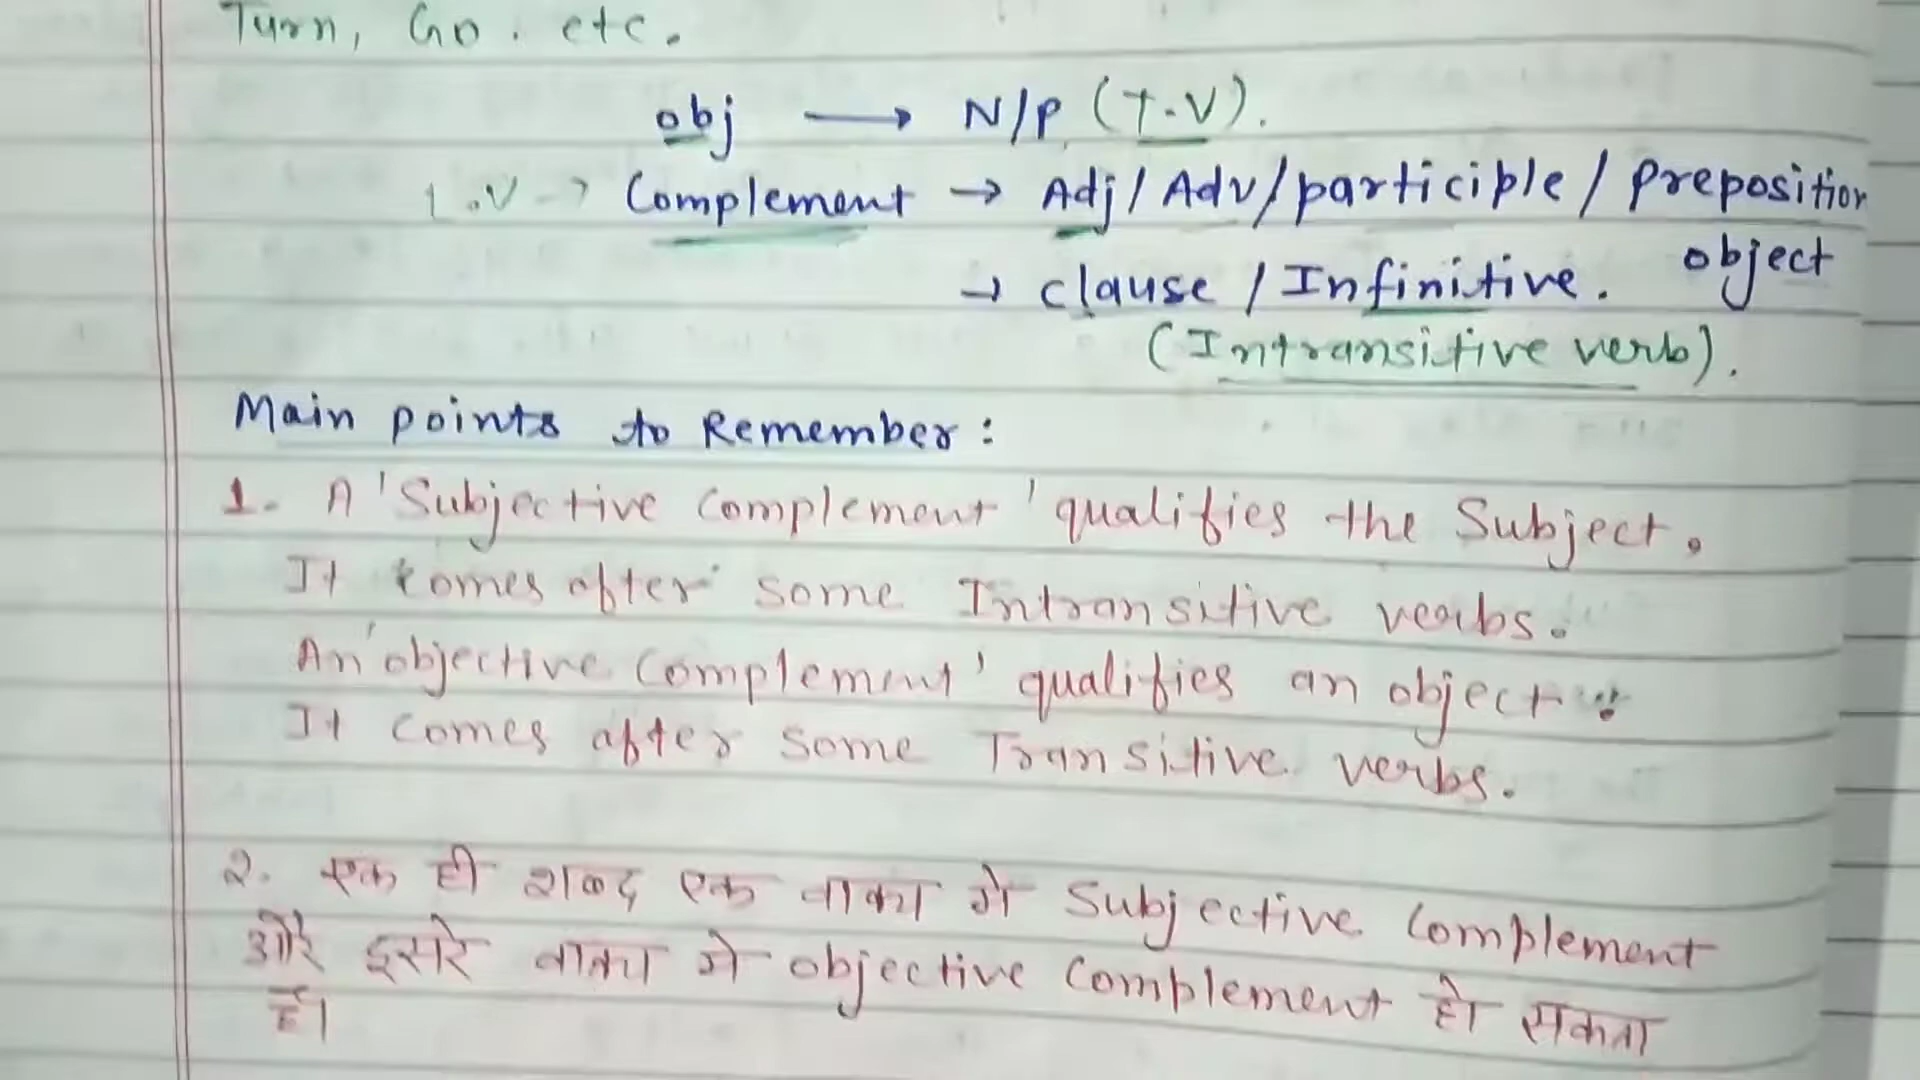 Turn, Go. etc.
obj → N/P (T.V).
I.V → Complement → Adj/Adv/particible/preposition
→ clause / Infinitive. object
(Intransitive verb).
Main points to Remember:
1. A 'Subjective Complement' qualifies the Subject.
It comes after some Intransitive verbs.
An 'objective Complement' qualifies an object.
It comes after some Transitive verbs.
2. एक ही शब्द एक वाक्य मे Subjective Complement
और दुसरे वाक्य मे objective Complement हो सकता
है।